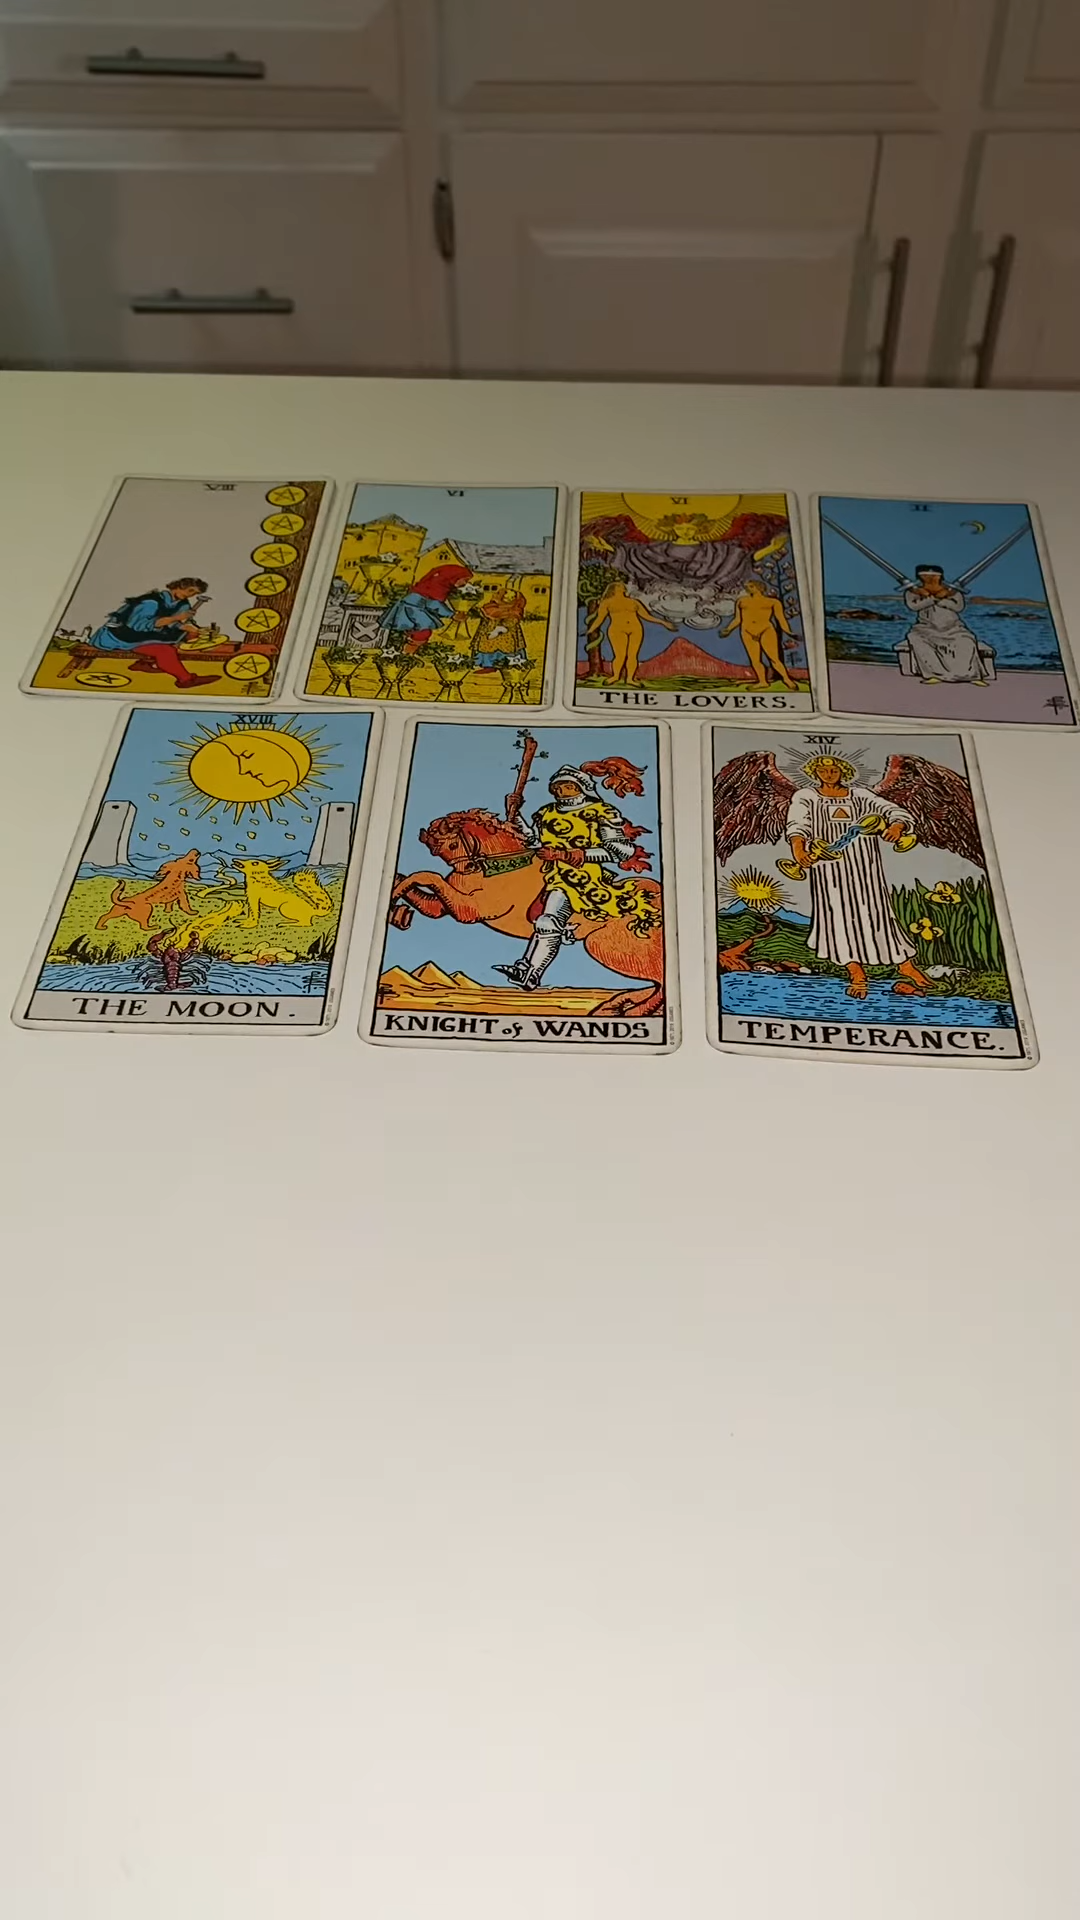 VIII
VI
VI
THE LOVERS.
II
XVIII
THE MOON.
KNIGHT of WANDS
XIV
TEMPERANCE.